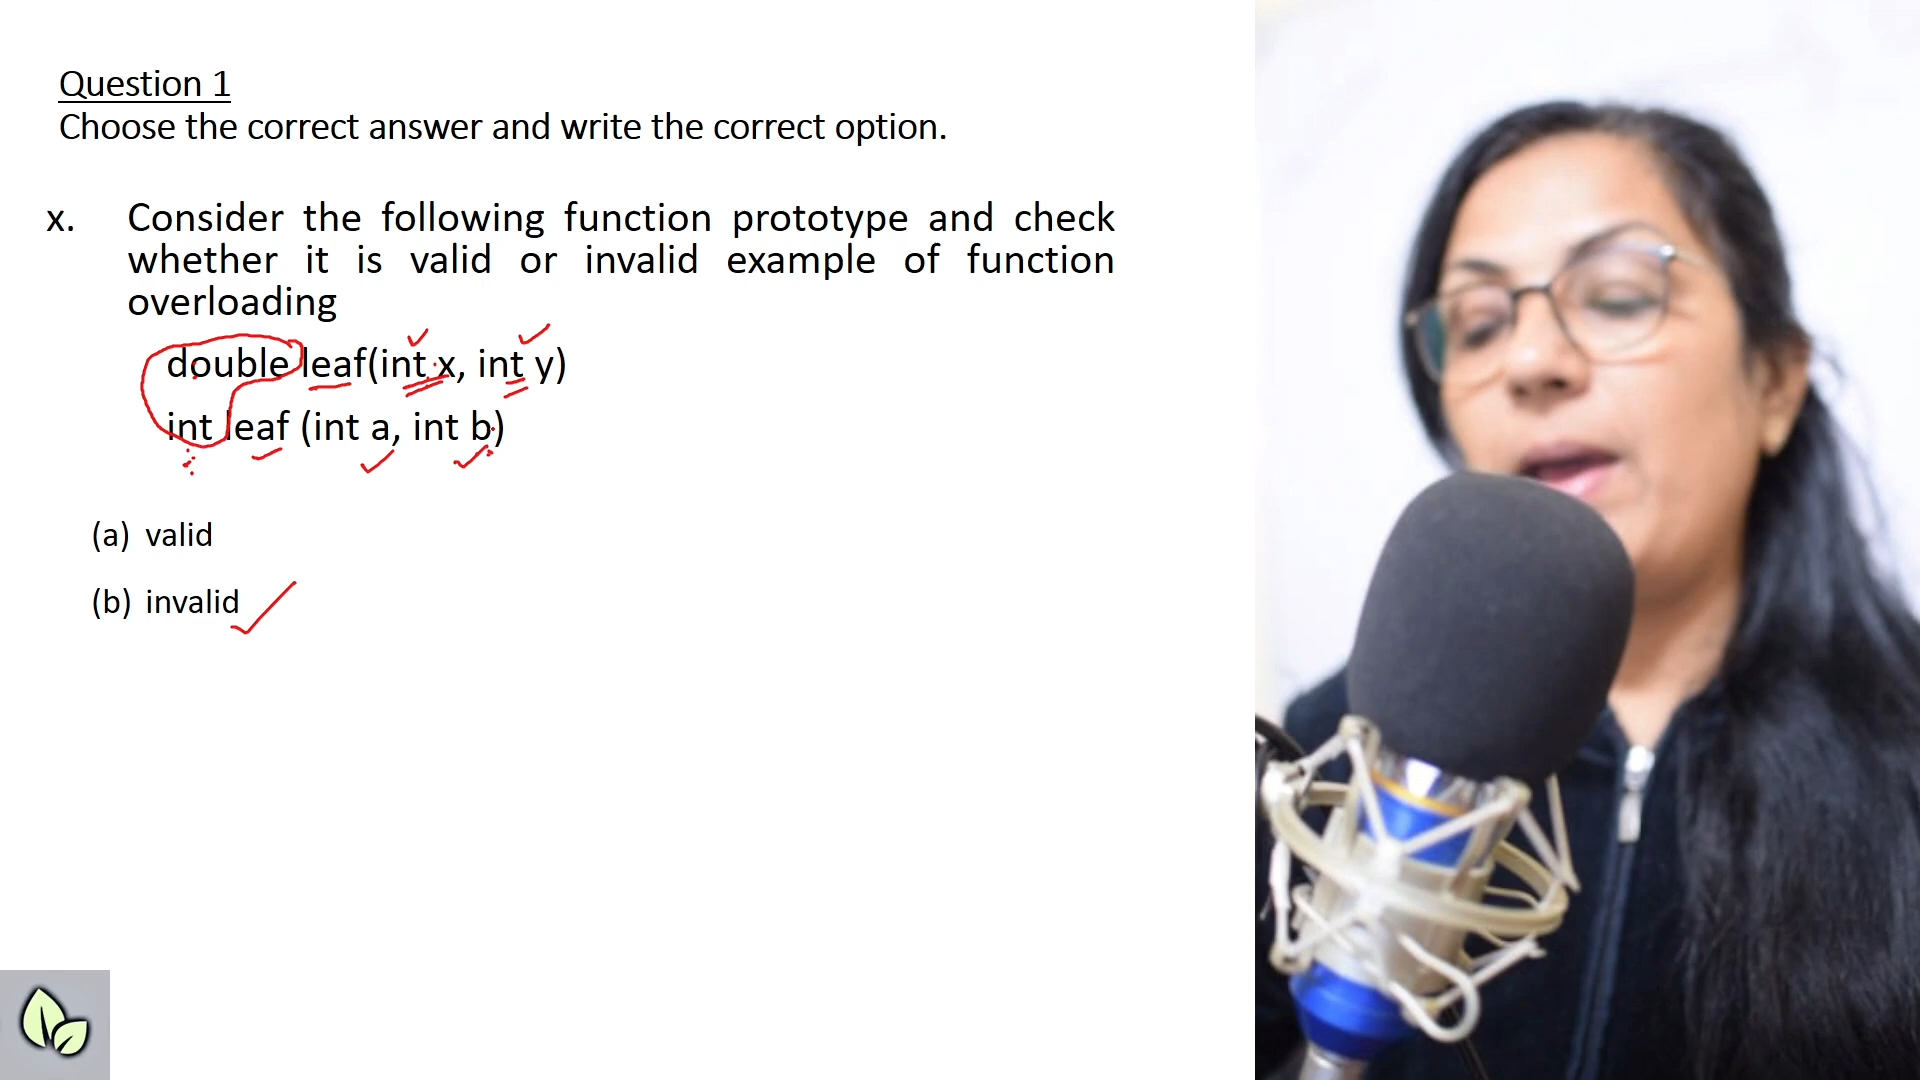 Question 1
Choose the correct answer and write the correct option.
x. Consider the following function prototype and check
whether it is valid or invalid example of function
overloading
double leaf(int x, int y)
int leaf (int a, int b)
(a) valid
(b) invalid